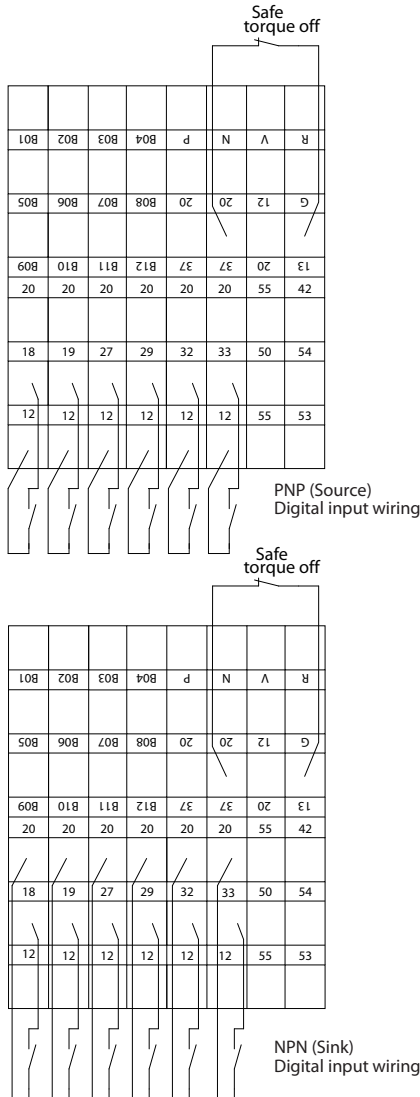 Safe
torque off
B01 B02 B03 B04 P N V R
B05 B06 B07 B08 20 20 12 G
B09 B10 B11 B12 37 37 20 13
20 20 20 20 20 20 55 42
18 19 27 29 32 33 50 54
12 12 12 12 12 12 55 53
PNP (Source)
Digital input wiring
Safe
torque off
B01 B02 B03 B04 P N V R
B05 B06 B07 B08 20 20 12 G
B09 B10 B11 B12 37 37 20 13
20 20 20 20 20 20 55 42
18 19 27 29 32 33 50 54
12 12 12 12 12 12 55 53
NPN (Sink)
Digital input wiring